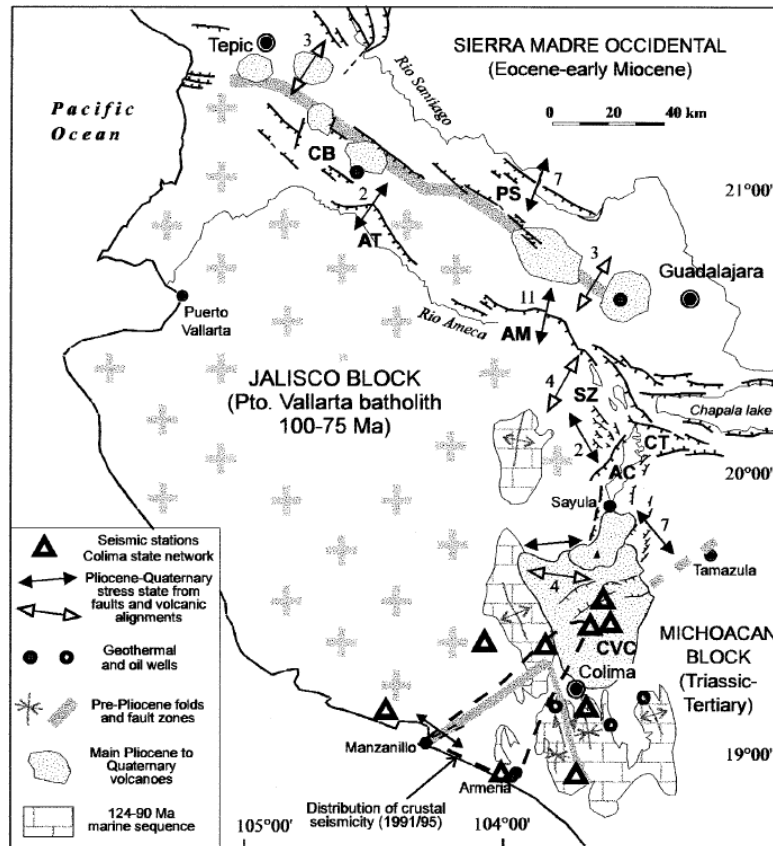 Tepic
3
SIERRA MADRE OCCIDENTAL
(Eocene-early Miocene)
Rio Santiago
0 20 40 km
Pacific
Ocean
CB
7
PS
21°00'
2
AT
3
Guadalajara
Puerto
Vallarta
11
Rio Ameca
AM
JALISCO BLOCK
(Pto. Vallarta batholith
100-75 Ma)
4
SZ
Chapala lake
CT
2
AC
20°00'
Sayula
7
Tamazula
4
MICHOACAN
BLOCK
(Triassic-
Tertiary)
CVC
Colima
Manzanillo
19°00'
Armeria
Distribution of crustal
seismicity (1991/95)
105°00'
104°00'
Seismic stations
Colima state network
Pliocene-Quaternary
stress state from
faults and volcanic
alignments
Geothermal
and oil wells
Pre-Pliocene folds
and fault zones
Main Pliocene to
Quaternary
volcanoes
124-90 Ma
marine sequence